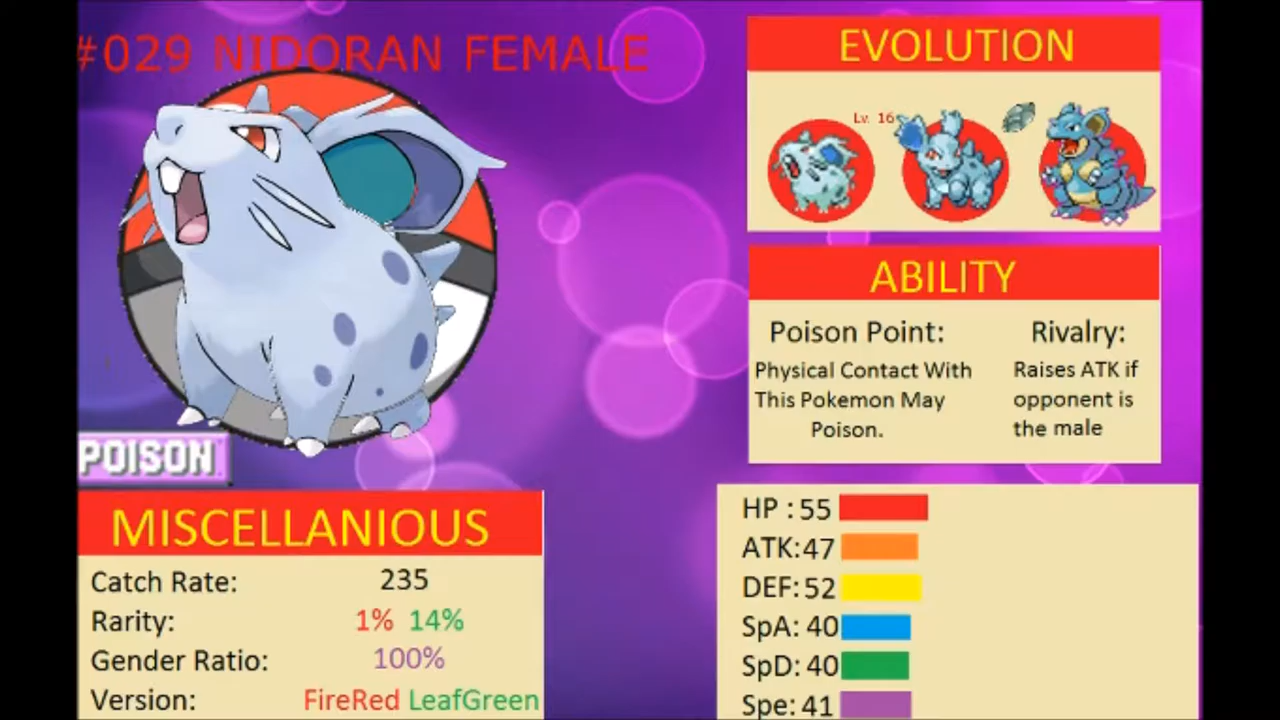 #029 NIDORAN FEMALE
POISON
EVOLUTION
Lv. 16
ABILITY
Poison Point:
Physical Contact With
This Pokemon May
Poison.
Rivalry:
Raises ATK if
opponent is
the male
MISCELLANIOUS
Catch Rate: 235
Rarity: 1% 14%
Gender Ratio: 100%
Version: FireRed LeafGreen
HP : 55
ATK: 47
DEF: 52
SpA: 40
SpD: 40
Spe: 41